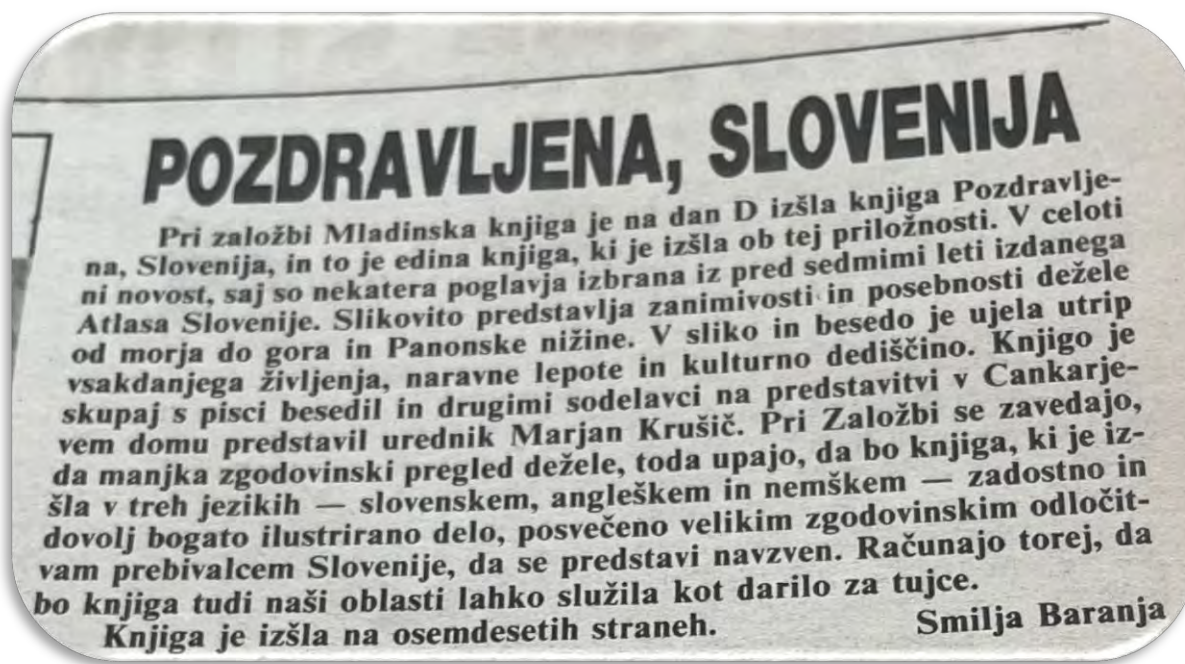 POZDRAVLJENA, SLOVENIJA
Pri založbi Mladinska knjiga je na dan D izšla knjiga Pozdravlje-
na, Slovenija, in to je edina knjiga, ki je izšla ob tej priložnosti. V celoti
ni novost, saj so nekatera poglavja izbrana iz pred sedmimi leti izdanega
Atlasa Slovenije. Slikovito predstavlja zanimivosti in posebnosti dežele
od morja do gora in Panonske nižine. V sliko in besedo je ujela utrip
vsakdanjega življenja, naravne lepote in kulturno dediščino. Knjigo je
skupaj s pisci besedil in drugimi sodelavci na predstavitvi v Cankarje-
vem domu predstavil urednik Marjan Krušič. Pri Založbi se zavedajo,
da manjka zgodovinski pregled dežele, toda upajo, da bo knjiga, ki je iz-
šla v treh jezikih — slovenskem, angleškem in nemškem — zadostno in
dovolj bogato ilustrirano delo, posvečeno velikim zgodovinskim odločit-
vam prebivalcem Slovenije, da se predstavi navzven. Računajo torej, da
bo knjiga tudi naši oblasti lahko služila kot darilo za tujce.
Knjiga je izšla na osemdesetih straneh. Smilja Baranja